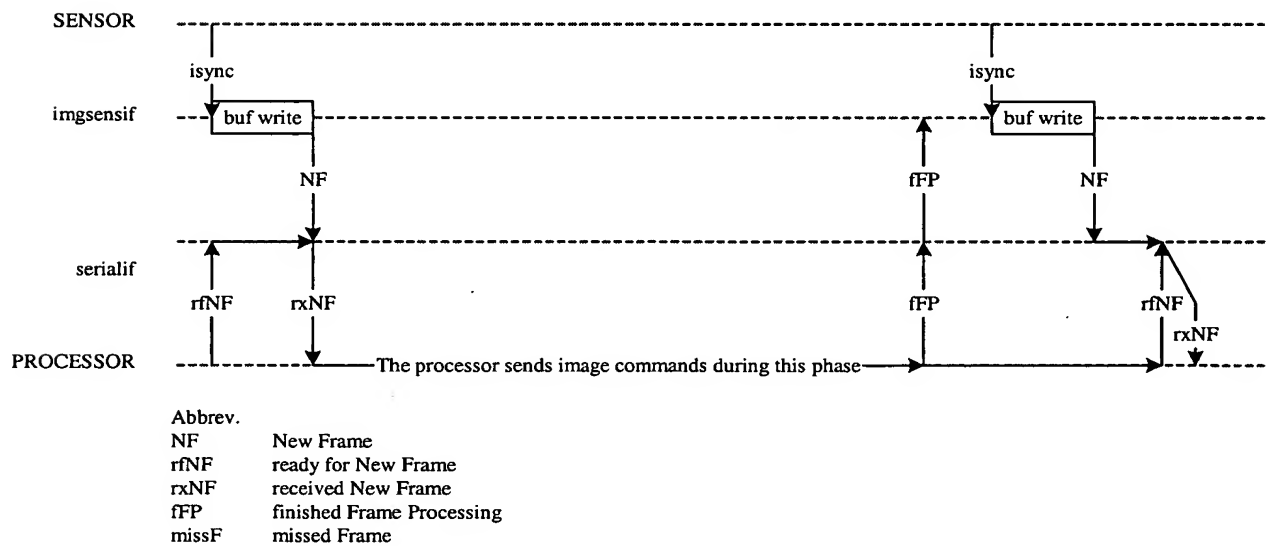 SENSOR
isync isync
imgsensif buf write buf write
NF fFP NF
serialif
rfNF rxNF fFP rfNF rxNF
PROCESSOR The processor sends image commands during this phase
Abbrev.
NF New Frame
rfNF ready for New Frame
rxNF received New Frame
fFP finished Frame Processing
missF missed Frame